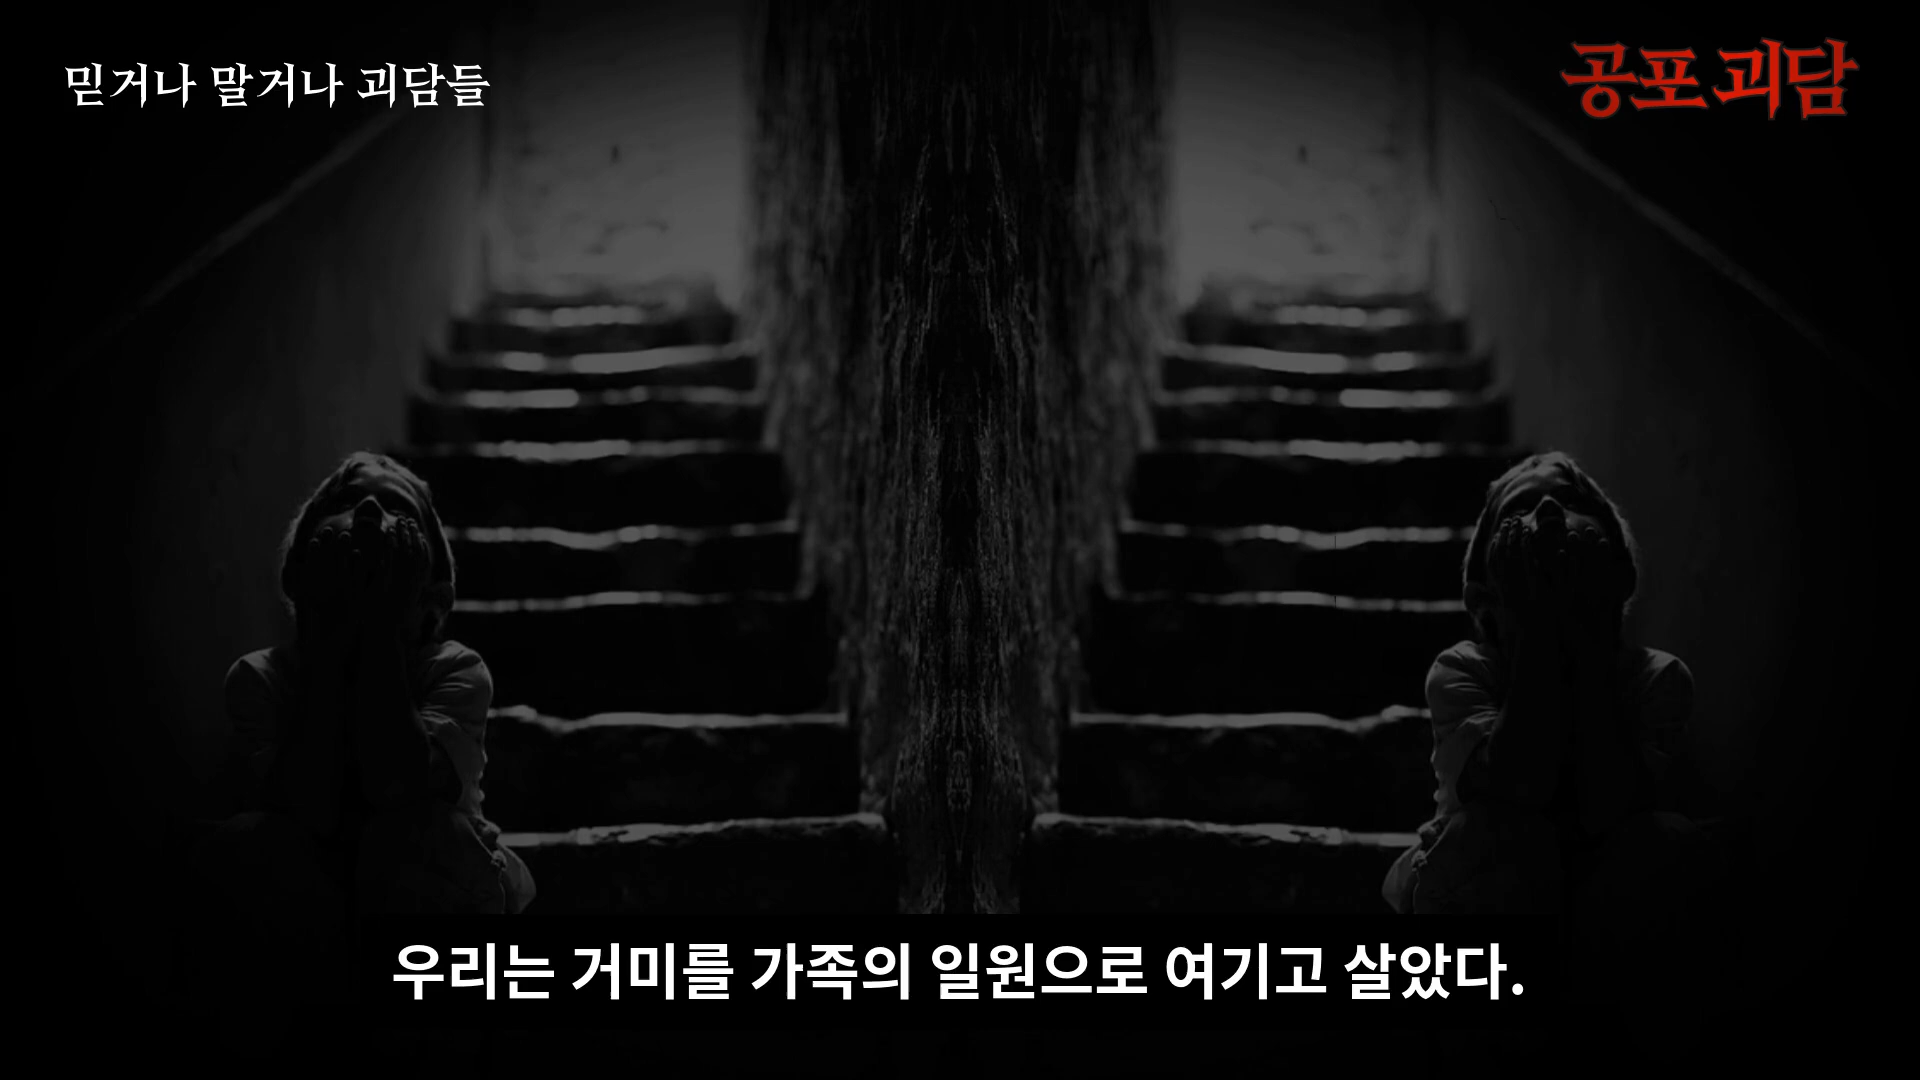 믿거나 말거나 괴담들
공포 괴담
우리는 거미를 가족의 일원으로 여기고 살았다.